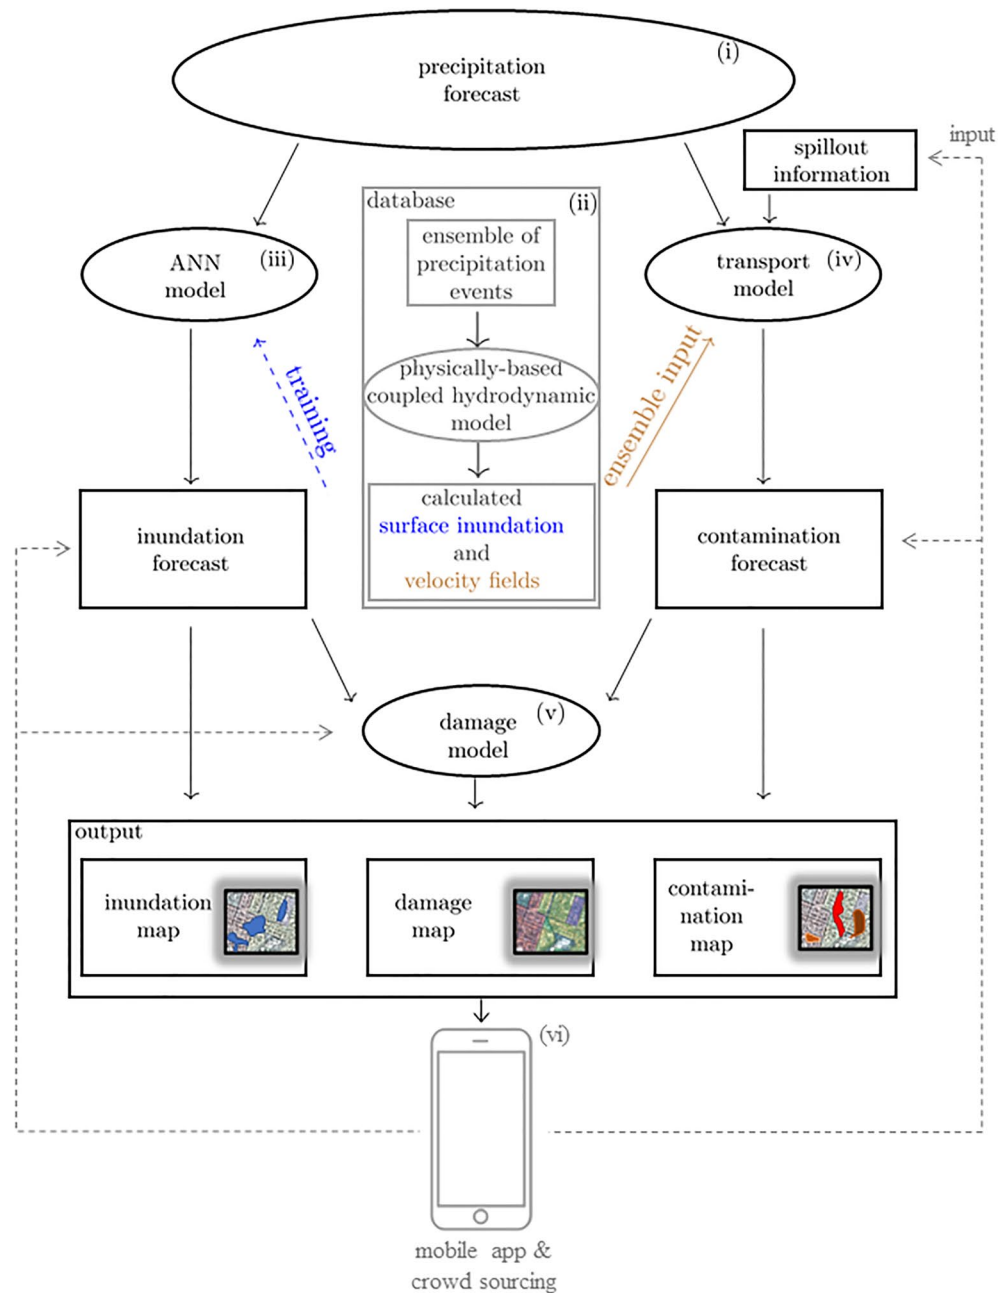 (i)
precipitation
forecast
input
spillout
information
database
(ii)
ensemble of
precipitation
events
ANN
model
(iii)
transport
model
(iv)
physically-based
coupled hydrodynamic
model
training
ensemble input
calculated
surface inundation
and
velocity fields
inundation
forecast
contamination
forecast
damage
model
(v)
output
inundation
map
damage
map
contami-
nation
map
(vi)
mobile app &
crowd sourcing